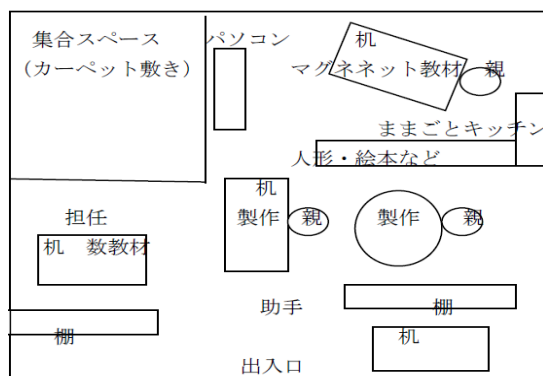 集合スペース
（カーペット敷き）
パソコン
机
マグネネット教材　親
ままごとキッチン
人形・絵本など
机
製作　親
製作　親
担任
机　数教材
助手
棚
棚
机
出入口